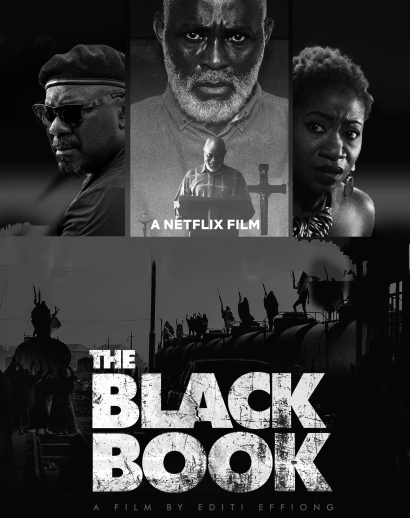 A NETFLIX FILM
THE
BLACK
BOOK
A FILM BY EDITI EFFIONG